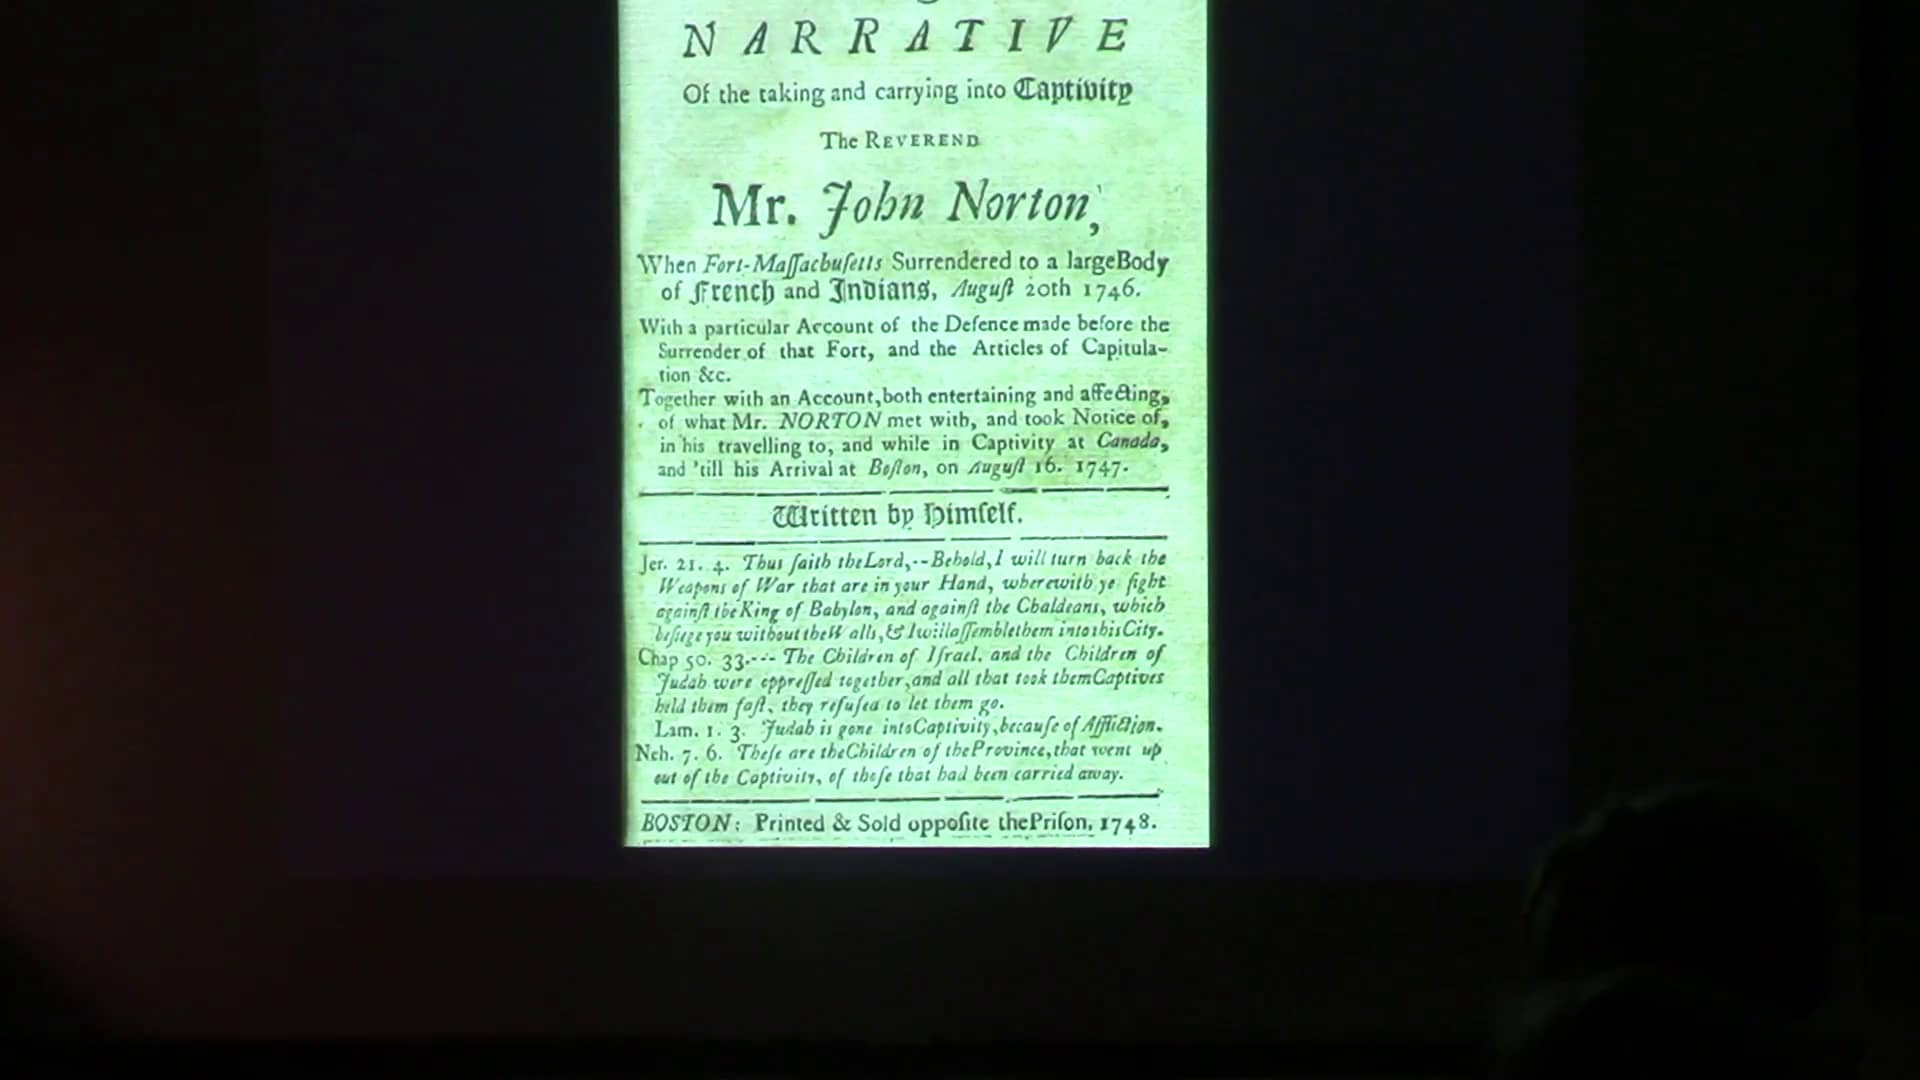 NARRATIVE
Of the taking and carrying into Captivity
The REVEREND
Mr. John Norton,
When Fort-Maſſachuſetts Surrendered to a large Body
of French and Indians, Auguſt 20th 1746.
With a particular Account of the Defence made before the
Surrender of that Fort, and the Articles of Capitula-
tion &c.
Together with an Account, both entertaining and affecting,
of what Mr. NORTON met with, and took Notice of,
in his travelling to, and while in Captivity at Canada,
and 'till his Arrival at Boſton, on Auguſt 16. 1747.
Written by Himſelf.
Jer. 21. 4. Thus ſaith the Lord,--Behold, I will turn back the
Weapons of War that are in your Hand, wherewith ye fight
againſt the King of Babylon, and againſt the Chaldeans, which
beſiege you without the Walls, & I will aſſemble them into this City.
Chap 50. 33.--- The Children of Iſrael, and the Children of
Judah were oppreſſed together, and all that took them Captives
held them faſt, they refuſed to let them go.
Lam. 1. 3. Judah is gone into Captivity, becauſe of Affliction.
Neh. 7. 6. Theſe are the Children of the Province, that went up
out of the Captivity, of thoſe that had been carried away.
BOSTON: Printed & Sold oppoſite the Priſon, 1748.